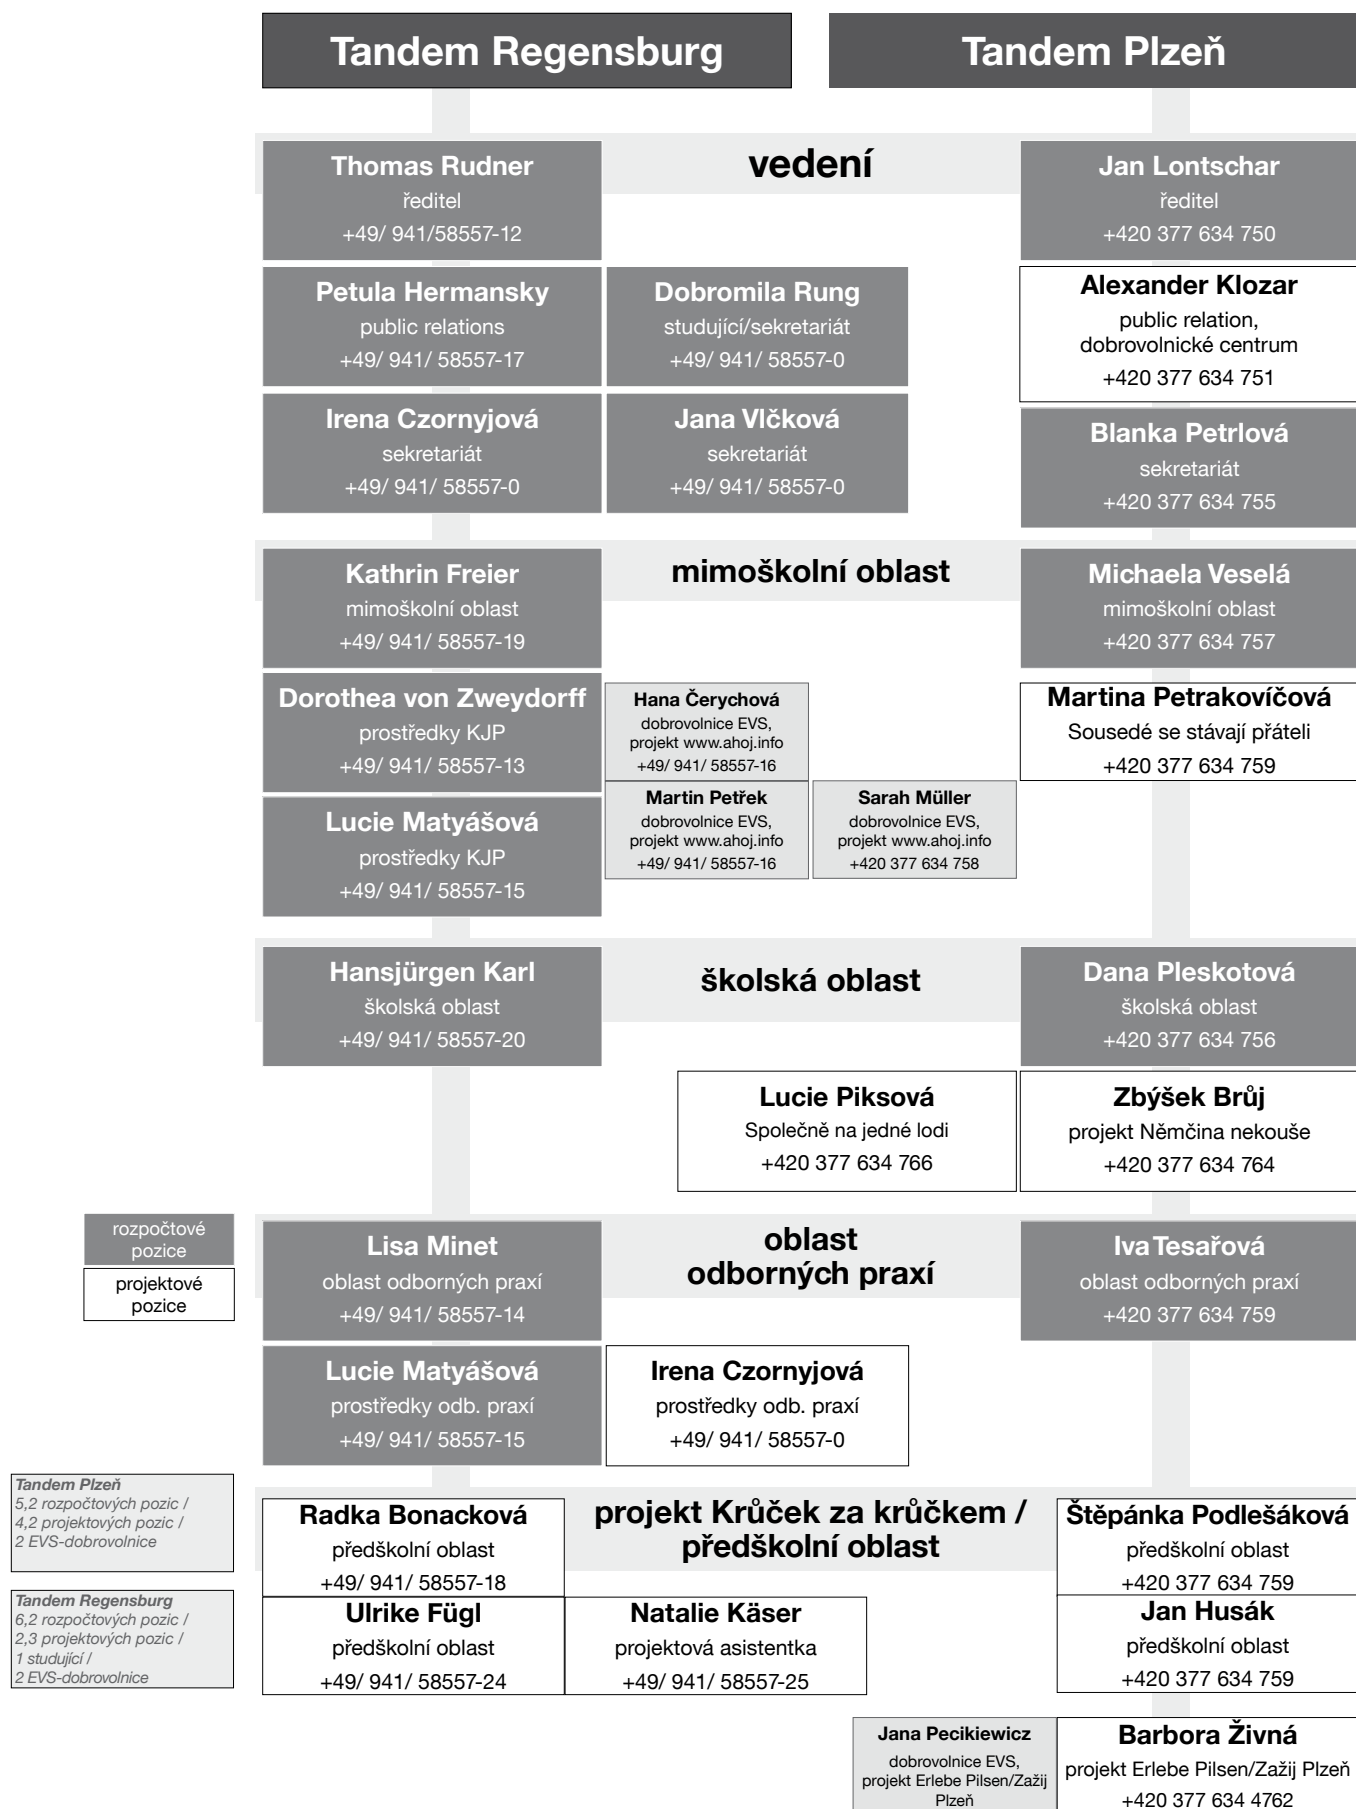 Tandem Regensburg
Tandem Plzeň
vedení
Thomas Rudner
ředitel
+49/ 941/58557-12
Jan Lontschar
ředitel
+420 377 634 750
Petula Hermansky
public relations
+49/ 941/ 58557-17
Dobromila Rung
studující/sekretariát
+49/ 941/ 58557-0
Alexander Klozar
public relation,
dobrovolnické centrum
+420 377 634 751
Irena Czornyjová
sekretariát
+49/ 941/ 58557-0
Jana Vlčková
sekretariát
+49/ 941/ 58557-0
Blanka Petrlová
sekretariát
+420 377 634 755
mimoškolní oblast
Kathrin Freier
mimoškolní oblast
+49/ 941/ 58557-19
Michaela Veselá
mimoškolní oblast
+420 377 634 757
Dorothea von Zweydorff
prostředky KJP
+49/ 941/ 58557-13
Hana Čerychová
dobrovolnice EVS,
projekt www.ahoj.info
+49/ 941/ 58557-16
Martina Petrakovíčová
Sousedé se stávají přáteli
+420 377 634 759
Lucie Matyášová
prostředky KJP
+49/ 941/ 58557-15
Martin Petřek
dobrovolnice EVS,
projekt www.ahoj.info
+49/ 941/ 58557-16
Sarah Müller
dobrovolnice EVS,
projekt www.ahoj.info
+420 377 634 758
školská oblast
Hansjürgen Karl
školská oblast
+49/ 941/ 58557-20
Dana Pleskotová
školská oblast
+420 377 634 756
Lucie Piksová
Společně na jedné lodi
+420 377 634 766
Zbýšek Brůj
projekt Němčina nekouše
+420 377 634 764
rozpočtové
pozice
projektové
pozice
oblast
odborných praxí
Lisa Minet
oblast odborných praxí
+49/ 941/ 58557-14
Iva Tesařová
oblast odborných praxí
+420 377 634 759
Lucie Matyášová
prostředky odb. praxí
+49/ 941/ 58557-15
Irena Czornyjová
prostředky odb. praxí
+49/ 941/ 58557-0
Tandem Plzeň
5,2 rozpočtových pozic /
4,2 projektových pozic /
2 EVS-dobrovolnice
projekt Krůček za krůčkem /
předškolní oblast
Radka Bonacková
předškolní oblast
+49/ 941/ 58557-18
Štěpánka Podlešáková
předškolní oblast
+420 377 634 759
Tandem Regensburg
6,2 rozpočtových pozic /
2,3 projektových pozic /
1 studující /
2 EVS-dobrovolnice
Ulrike Fügl
předškolní oblast
+49/ 941/ 58557-24
Natalie Käser
projektová asistentka
+49/ 941/ 58557-25
Jan Husák
předškolní oblast
+420 377 634 759
Jana Pecikiewicz
dobrovolnice EVS,
projekt Erlebe Pilsen/Zažij
Plzeň
Barbora Živná
projekt Erlebe Pilsen/Zažij Plzeň
+420 377 634 4762